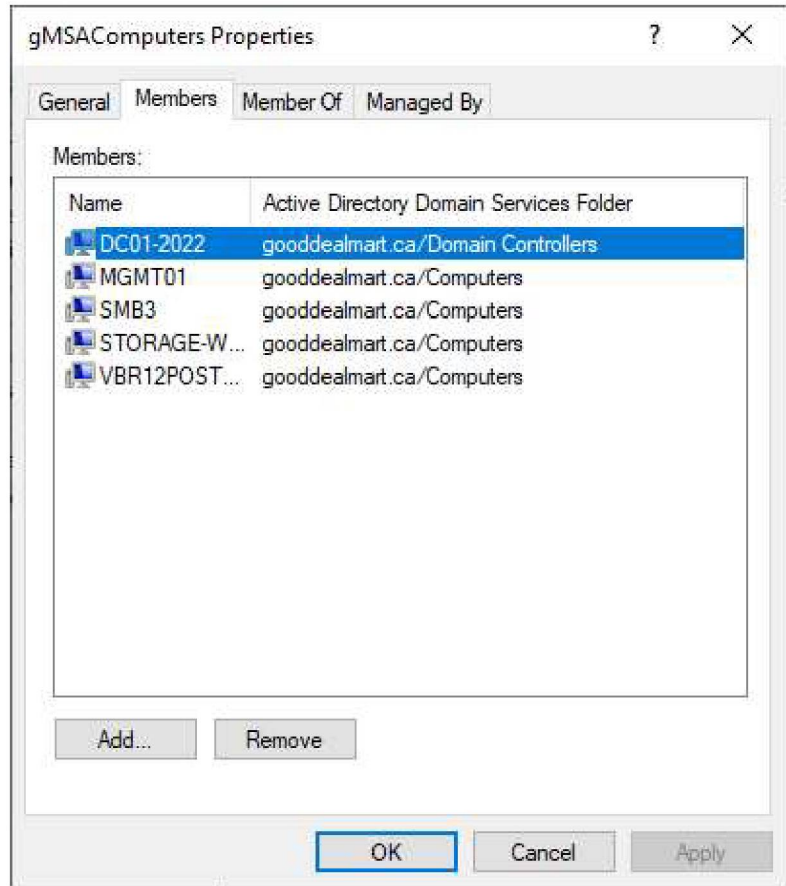 gMSAComputers Properties ? ×
General Members Member Of Managed By
Members:
Name Active Directory Domain Services Folder
DC01-2022 gooddealmart.ca/Domain Controllers
MGMT01 gooddealmart.ca/Computers
SMB3 gooddealmart.ca/Computers
STORAGE-W... gooddealmart.ca/Computers
VBR12POST... gooddealmart.ca/Computers
Add... Remove
OK Cancel Apply